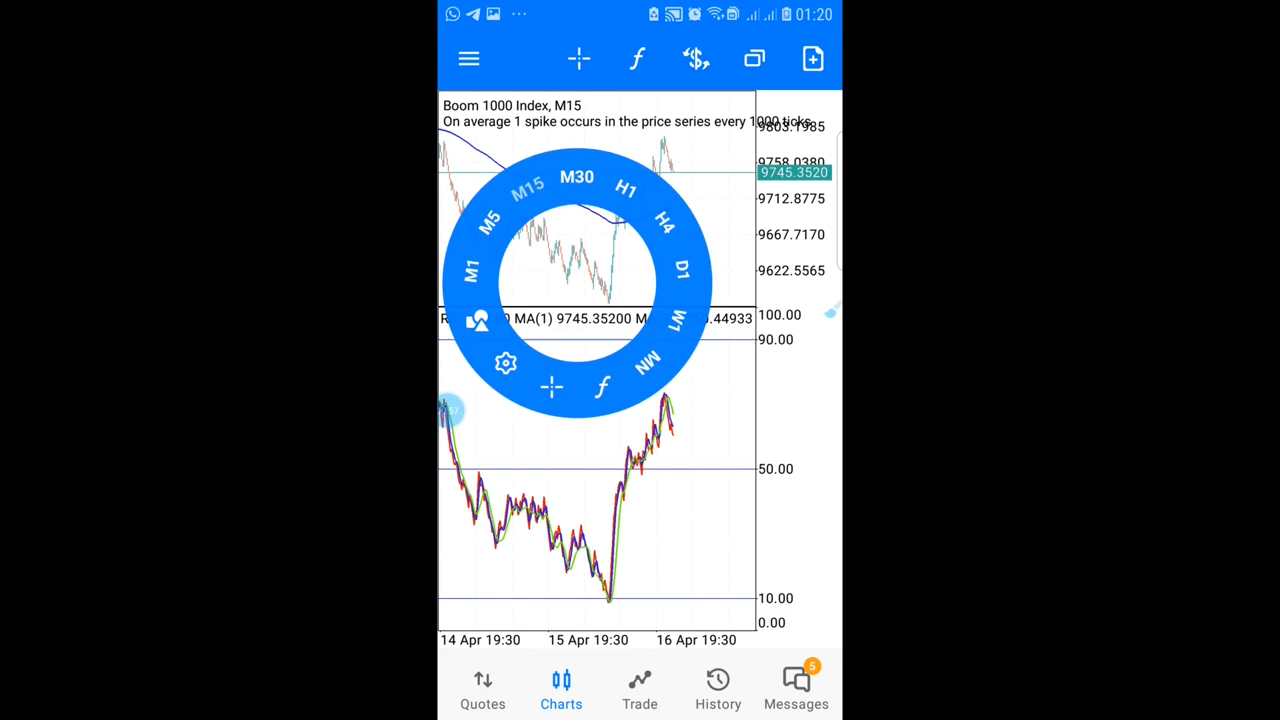 01:20
Boom 1000 Index, M15
On average 1 spike occurs in the price series every 1000 ticks.
9758.0380
9745.3520
9712.8775
9667.7170
9622.5565
M1
M5
M15
M30
H1
H4
D1
W1
MN
MA(1) 9745.35200
100.00
90.00
57
50.00
10.00
0.00
14 Apr 19:30
15 Apr 19:30
16 Apr 19:30
5
Quotes
Charts
Trade
History
Messages